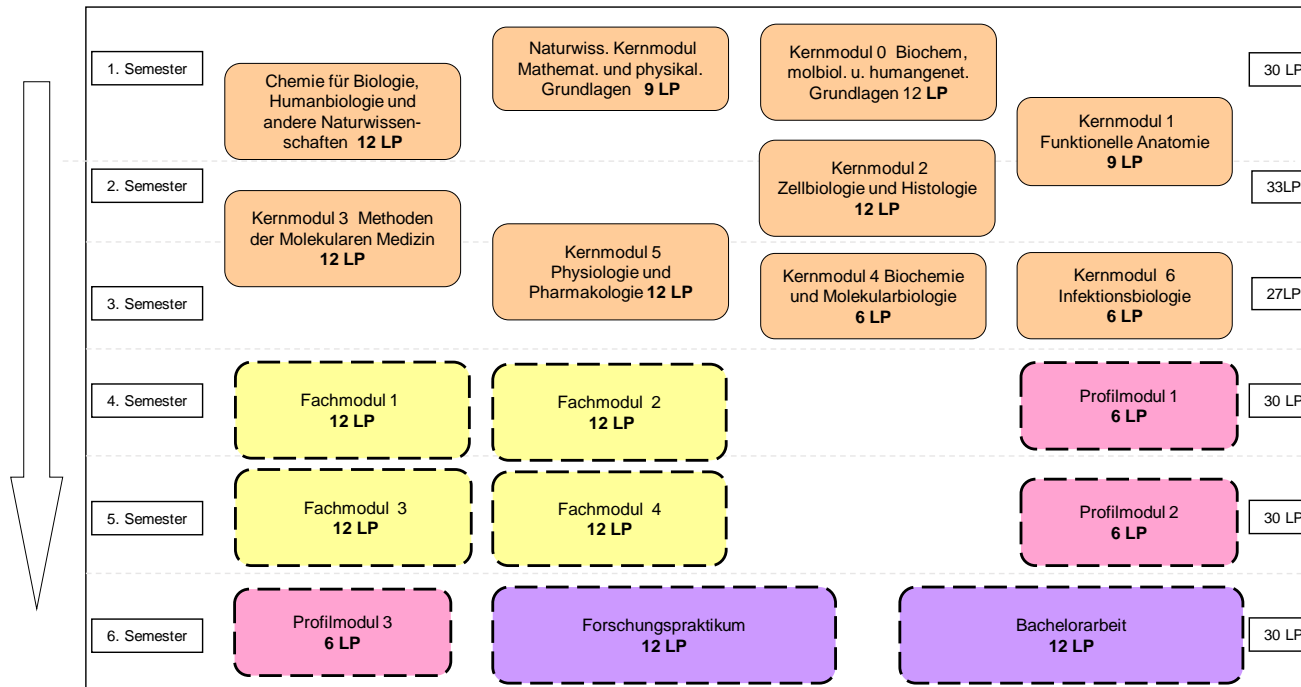 1. Semester
Chemie für Biologie,
Humanbiologie und
andere Naturwissen-
schaften 12 LP
Naturwiss. Kernmodul
Mathemat. und physikal.
Grundlagen 9 LP
Kernmodul 0 Biochem,
molbiol. u. humangenet.
Grundlagen 12 LP
Kernmodul 1
Funktionelle Anatomie
9 LP
30 LP
2. Semester
Kernmodul 3 Methoden
der Molekularen Medizin
12 LP
Kernmodul 2
Zellbiologie und Histologie
12 LP
33LP
3. Semester
Kernmodul 5
Physiologie und
Pharmakologie 12 LP
Kernmodul 4 Biochemie
und Molekularbiologie
6 LP
Kernmodul 6
Infektionsbiologie
6 LP
27LP
4. Semester
Fachmodul 1
12 LP
Fachmodul 2
12 LP
Profilmodul 1
6 LP
30 LP
5. Semester
Fachmodul 3
12 LP
Fachmodul 4
12 LP
Profilmodul 2
6 LP
30 LP
6. Semester
Profilmodul 3
6 LP
Forschungspraktikum
12 LP
Bachelorarbeit
12 LP
30 LP